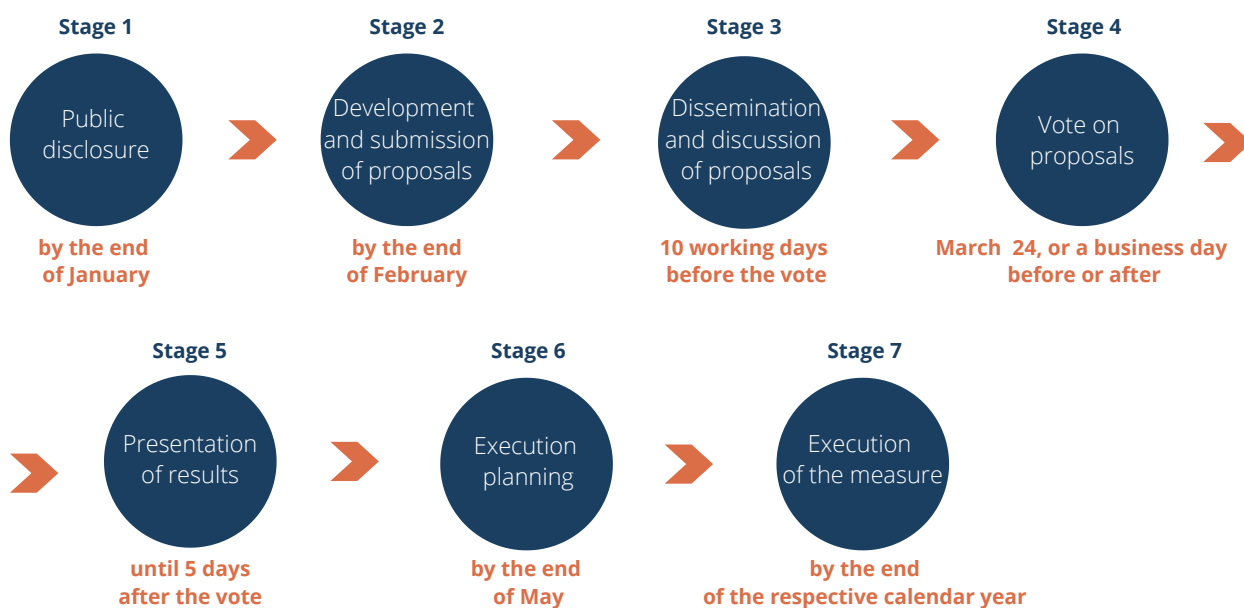 Stage 1
Public
disclosure
by the end
of January
Stage 2
Development
and submission
of proposals
by the end
of February
Stage 3
Dissemination
and discussion
of proposals
10 working days
before the vote
Stage 4
Vote on
proposals
March 24, or a business day
before or after
Stage 5
Presentation
of results
until 5 days
after the vote
Stage 6
Execution
planning
by the end
of May
Stage 7
Execution
of the measure
by the end
of the respective calendar year